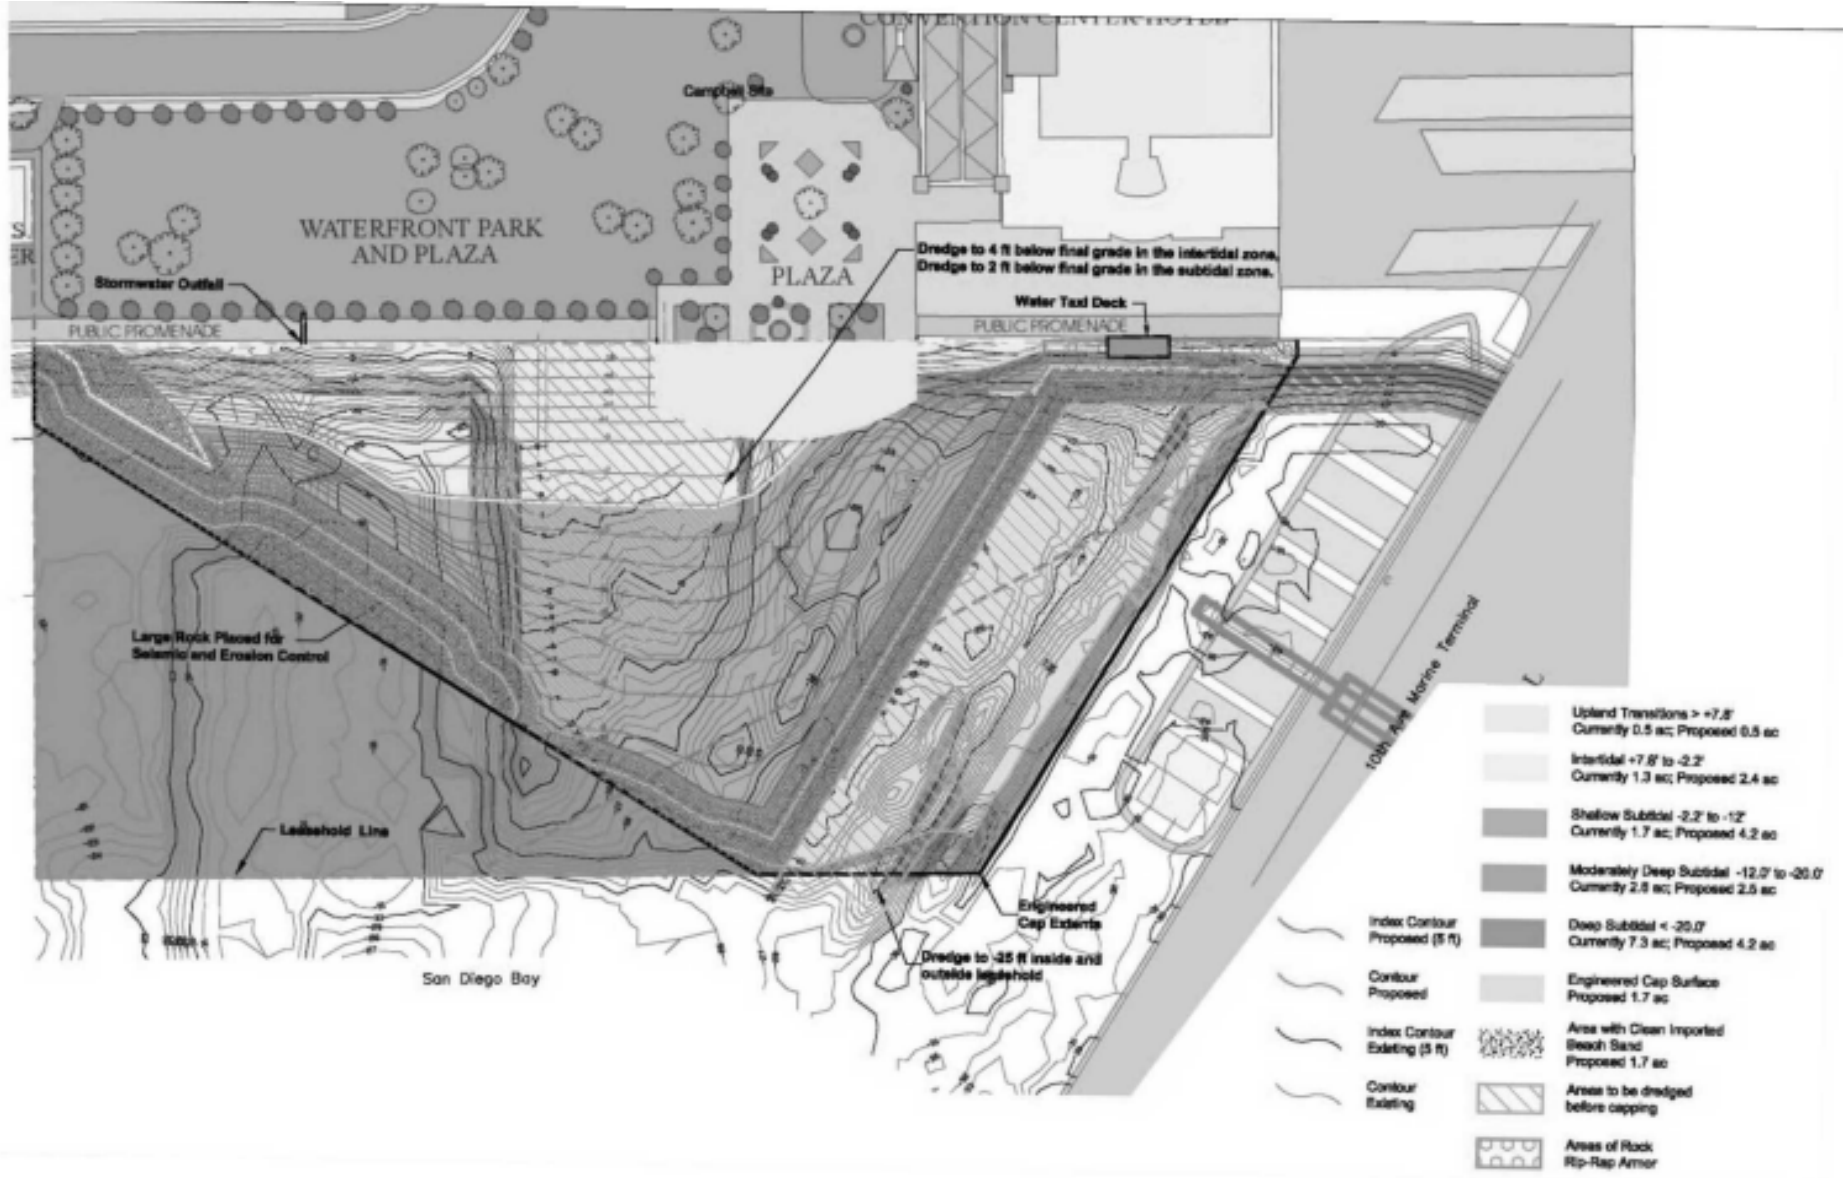 CONVENTION CENTER HOTEL
Campbell Site
WATERFRONT PARK
AND PLAZA
Stormwater Outfall
PUBLIC PROMENADE
PLAZA
Dredge to 4 ft below final grade in the intertidal zone.
Dredge to 2 ft below final grade in the subtidal zone.
Water Taxi Dock
PUBLIC PROMENADE
Large Rock Placed for
Seismic and Erosion Control
Leasehold Line
San Diego Bay
Engineered
Cap Extents
Dredge to -25 ft inside and
outside leasehold
10th Ave Marine Terminal
Index Contour
Proposed (5 ft)
Contour
Proposed
Index Contour
Existing (5 ft)
Contour
Existing
Upland Transitions > +7.8'
Currently 0.5 ac; Proposed 0.5 ac
Intertidal +7.8' to -2.2'
Currently 1.3 ac; Proposed 2.4 ac
Shallow Subtidal -2.2' to -12'
Currently 1.7 ac; Proposed 4.2 ac
Moderately Deep Subtidal -12.0' to -20.0'
Currently 2.8 ac; Proposed 2.5 ac
Deep Subtidal < -20.0'
Currently 7.3 ac; Proposed 4.2 ac
Engineered Cap Surface
Proposed 1.7 ac
Area with Clean Imported
Beach Sand
Proposed 1.7 ac
Areas to be dredged
before capping
Areas of Rock
Rip-Rap Armor